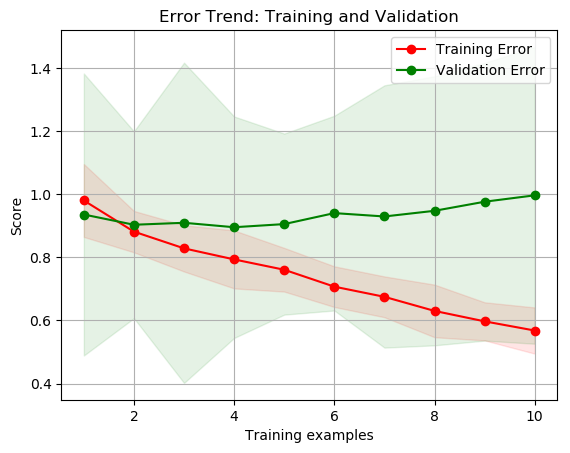 Error Trend: Training and Validation
Training Error
Validation Error
Score
1.4
1.2
1.0
0.8
0.6
0.4
2 4 6 8 10
Training examples